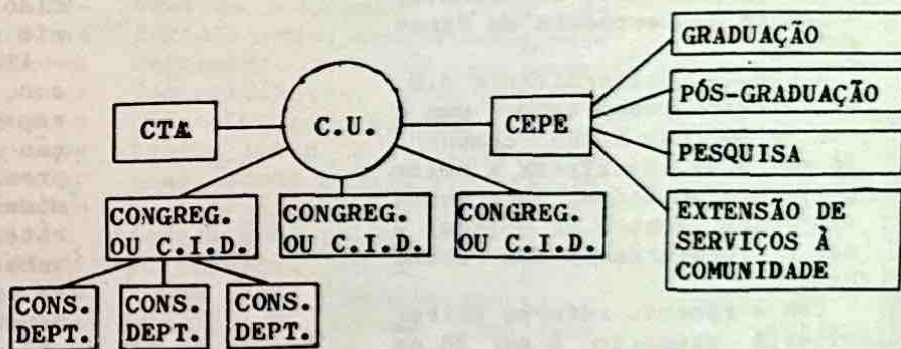 GRADUAÇÃO
PÓS-GRADUAÇÃO
CTA
C.U.
CEPE
PESQUISA
EXTENSÃO DE
SERVIÇOS À
COMUNIDADE
CONGREG.
OU C.I.D.
CONGREG.
OU C.I.D.
CONGREG.
OU C.I.D.
CONS.
DEPT.
CONS.
DEPT.
CONS.
DEPT.